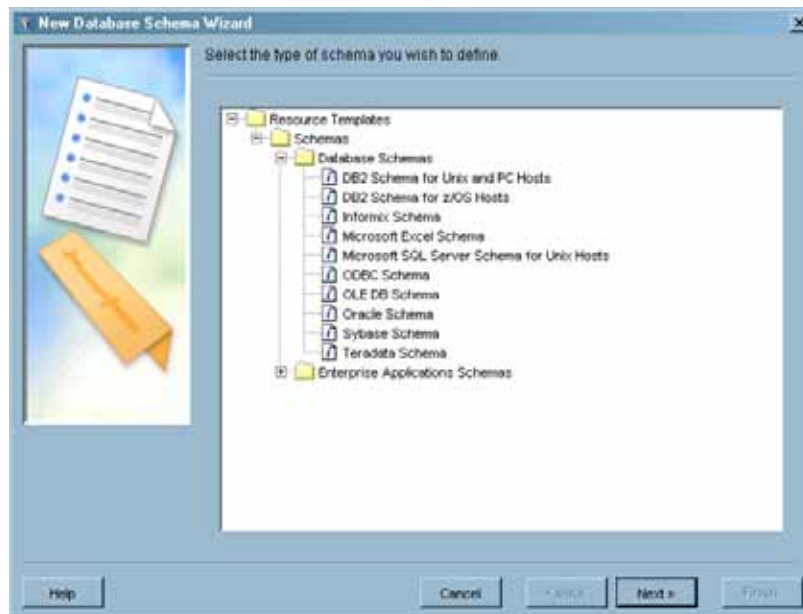 New Database Schema Wizard
Select the type of schema you wish to define.
Resource Templates
Schemas
Database Schemas
DB2 Schema for Unix and PC Hosts
DB2 Schema for z/OS Hosts
Informix Schema
Microsoft Excel Schema
Microsoft SQL Server Schema for Unix Hosts
ODBC Schema
OLE DB Schema
Oracle Schema
Sybase Schema
Teradata Schema
Enterprise Applications Schemas
Help
Cancel
Next »
Finish